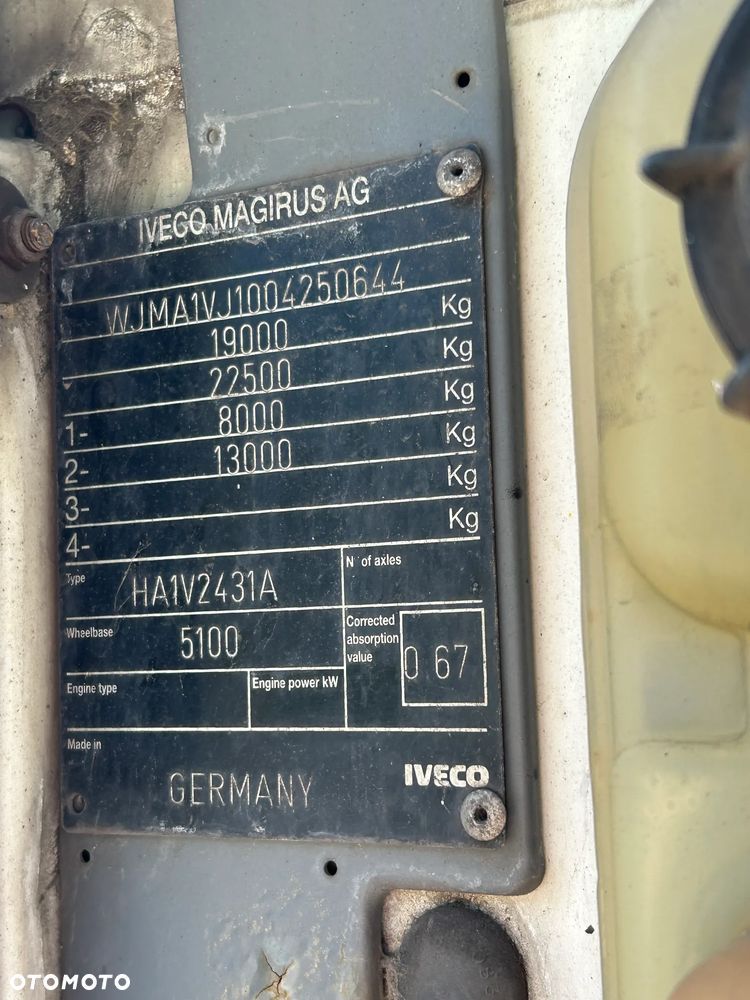 IVECO MAGIRUS AG
WJMA1VJ1004250644
19000 Kg
22500 Kg
1- 8000 Kg
2- 13000 Kg
3- Kg
4- Kg
Type HA1V2431A
N° of axles
Wheelbase 5100
Corrected absorption value 0 67
Engine type
Engine power kW
Made in GERMANY
IVECO
OTOMOTO